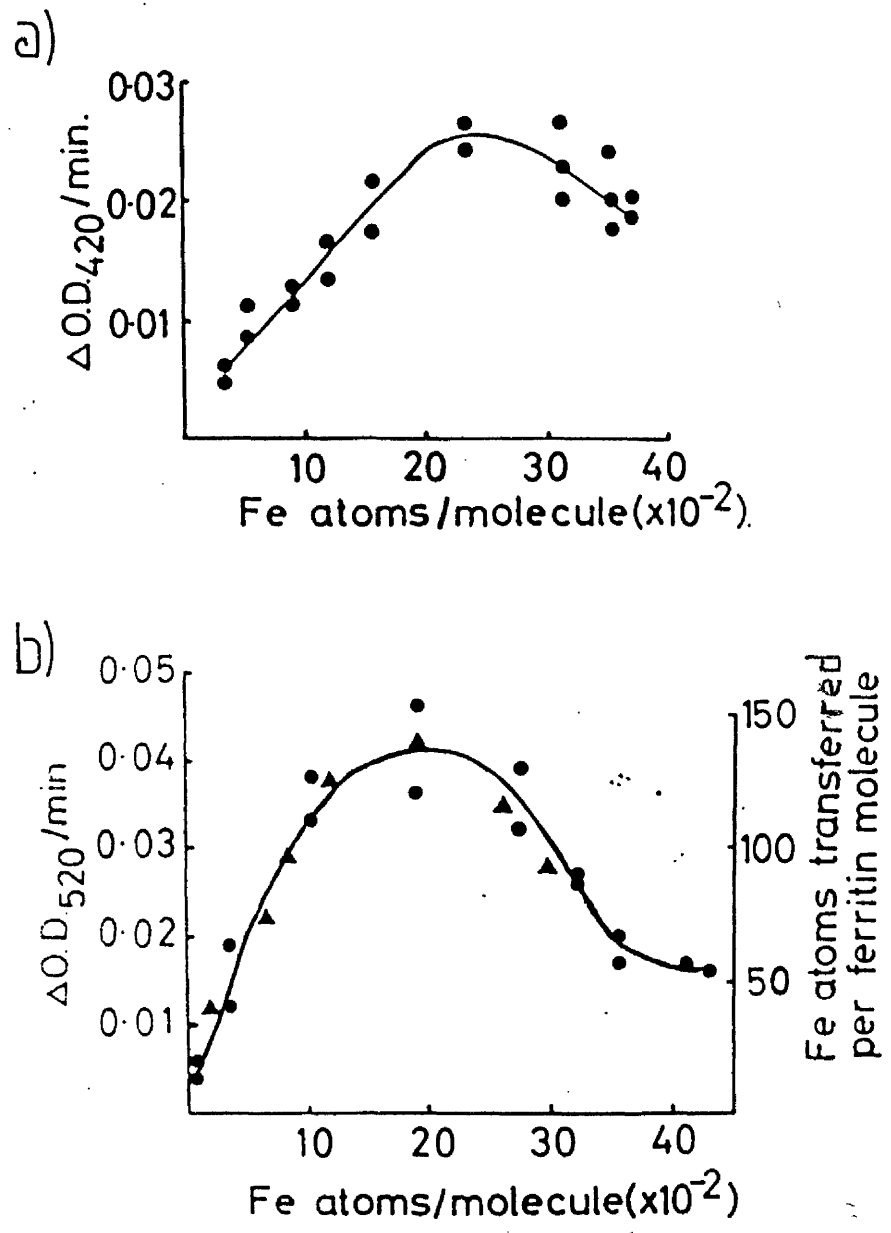 a)
0·03
0·02
0·01
ΔO.D.420/min.
10 20 30 40
Fe atoms/molecule(x10⁻²).
b)
0·05
0·04
0·03
0·02
0·01
ΔO.D.520/min
150
100
50
Fe atoms transferred
per ferritin molecule
10 20 30 40
Fe atoms/molecule(x10⁻²)